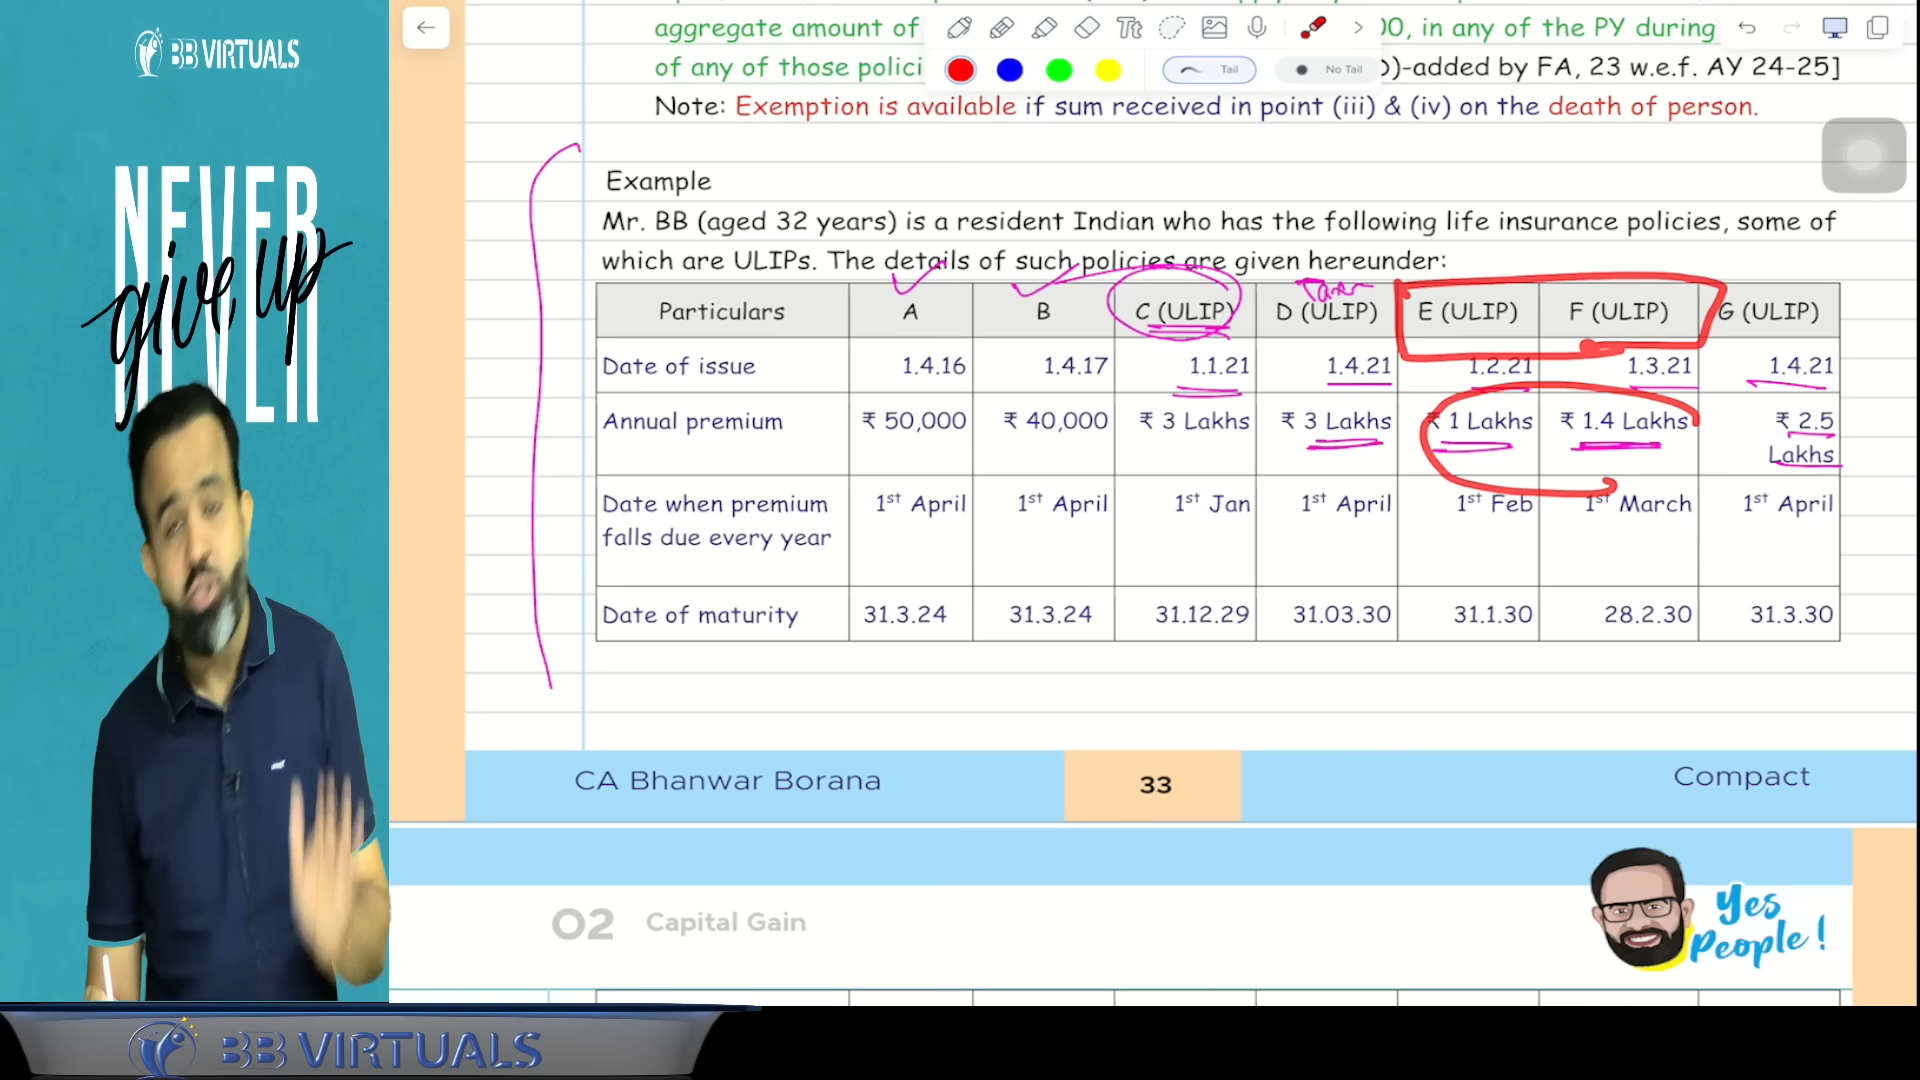 BB VIRTUALS
NEVER
give up
NEVER
aggregate amount of
00, in any of the PY during
of any of those polici
)-added by FA, 23 w.e.f. AY 24-25]
Tt
Tail
No Tail
Note: Exemption is available if sum received in point (iii) & (iv) on the death of person.
Example
Mr. BB (aged 32 years) is a resident Indian who has the following life insurance policies, some of
which are ULIPs. The details of such policies are given hereunder:
Particulars A B C (ULIP) D (ULIP) E (ULIP) F (ULIP) G (ULIP)
Date of issue 1.4.16 1.4.17 1.1.21 1.4.21 1.2.21 1.3.21 1.4.21
Annual premium ₹ 50,000 ₹ 40,000 ₹ 3 Lakhs ₹ 3 Lakhs ₹ 1 Lakhs ₹ 1.4 Lakhs ₹ 2.5
Lakhs
Date when premium 1st April 1st April 1st Jan 1st April 1st Feb 1st March 1st April
falls due every year
Date of maturity 31.3.24 31.3.24 31.12.29 31.03.30 31.1.30 28.2.30 31.3.30
CA Bhanwar Borana
33
Compact
02 Capital Gain
Yes
People!
BB VIRTUALS